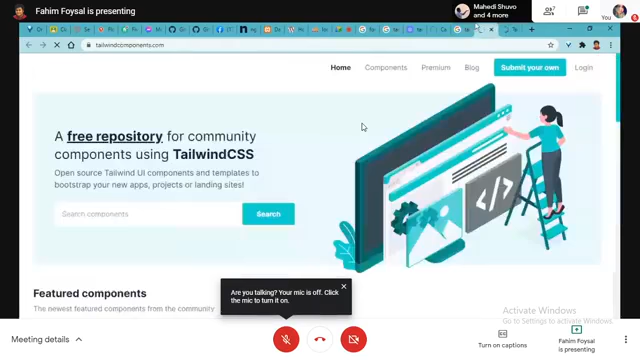 Fahim Foysal is presenting
Mahedi Shuvo
and 4 more
7
You
tailwindcomponents.com
Home
Components
Premium
Blog
Submit your own
Login
A free repository for community
components using TailwindCSS
Open source Tailwind UI components and templates to
bootstrap your new apps, projects or landing sites!
Search components
Search
</>
Featured components
The newest featured components from the community
Are you talking? Your mic is off. Click
the mic to turn it on.
Activate Windows
Go to Settings to activate Windows.
Meeting details
Turn on captions
Fahim Foysal
is presenting